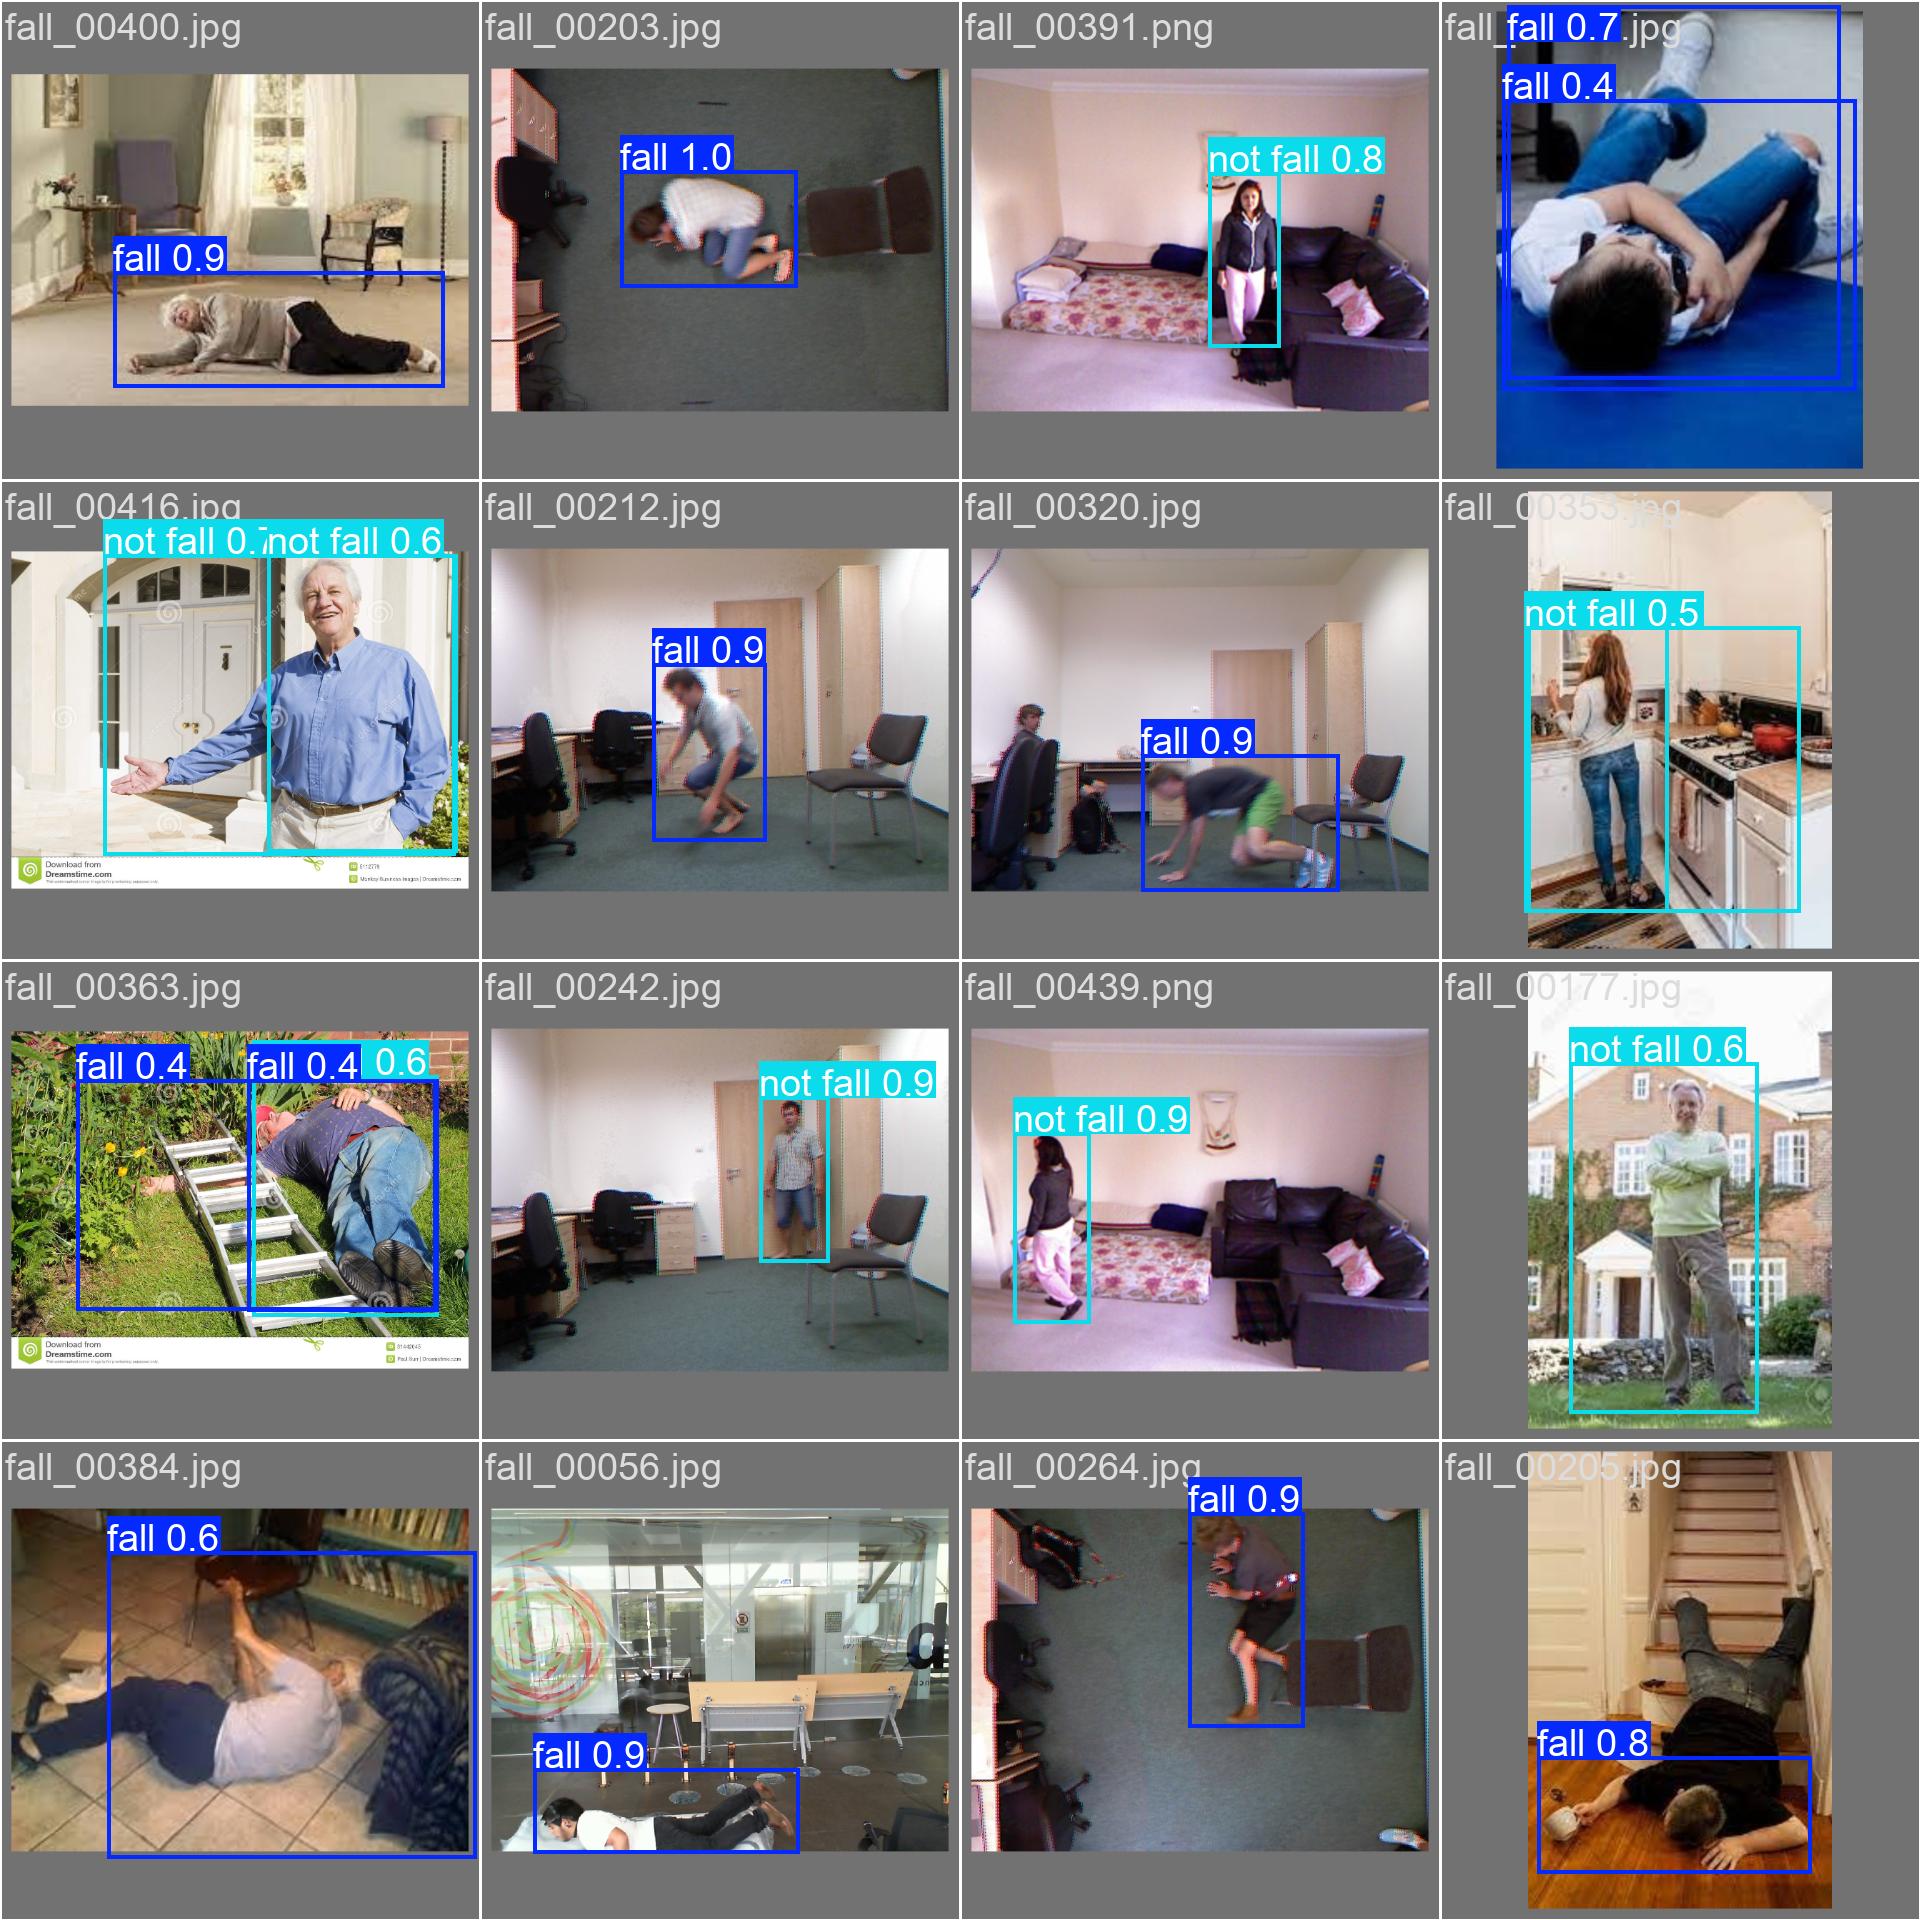 fall_00400.jpg
fall 0.9
fall_00203.jpg
fall 1.0
fall_00391.png
not fall 0.8
fall_ .jpg
fall 0.7
fall 0.4
fall_00416.jpg
not fall 0.7
not fall 0.6
Download from
Dreamstime.com
fall_00212.jpg
fall 0.9
fall_00320.jpg
fall 0.9
fall_00353.jpg
not fall 0.5
fall_00363.jpg
fall 0.4
fall 0.4
0.6
Download from
Dreamstime.com
fall_00242.jpg
not fall 0.9
fall_00439.png
not fall 0.9
fall_00177.jpg
not fall 0.6
fall_00384.jpg
fall 0.6
fall_00056.jpg
fall 0.9
d
fall_00264.jpg
fall 0.9
fall_00205.jpg
fall 0.8